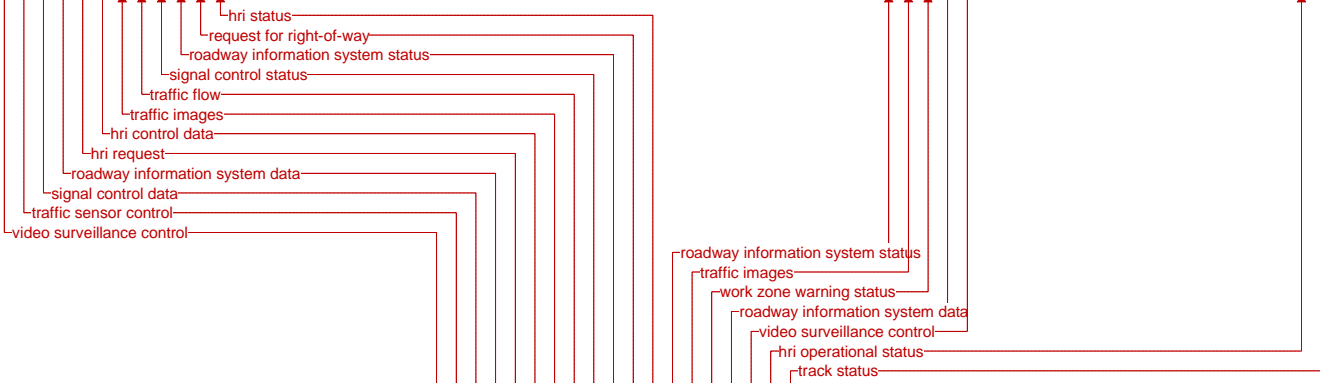 hri status
request for right-of-way
roadway information system status
signal control status
traffic flow
traffic images
hri control data
hri request
roadway information system data
signal control data
traffic sensor control
video surveillance control
roadway information system status
traffic images
work zone warning status
roadway information system data
video surveillance control
hri operational status
track status